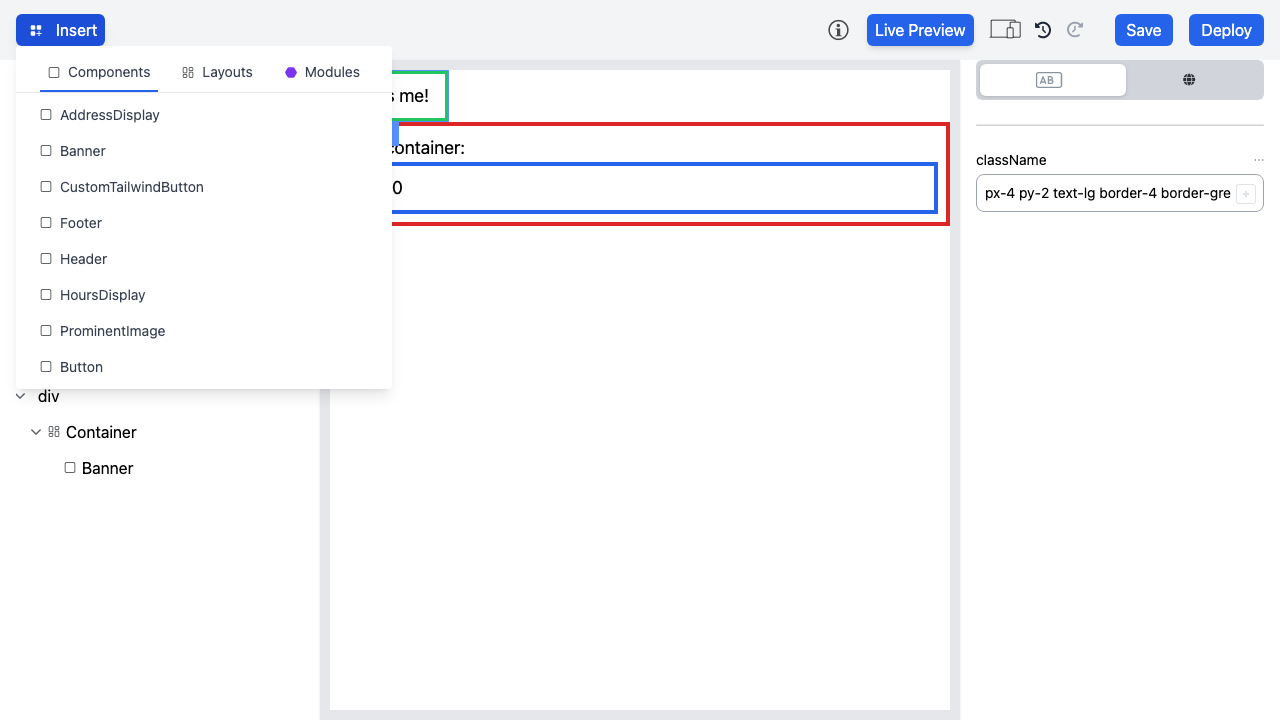 Insert
Live Preview
Save
Deploy
Components
Layouts
Modules
AddressDisplay
Banner
CustomTailwindButton
Footer
Header
HoursDisplay
ProminentImage
Button
div
Container
Banner
me!
container:
0
AB
className
px-4 py-2 text-lg border-4 border-gre